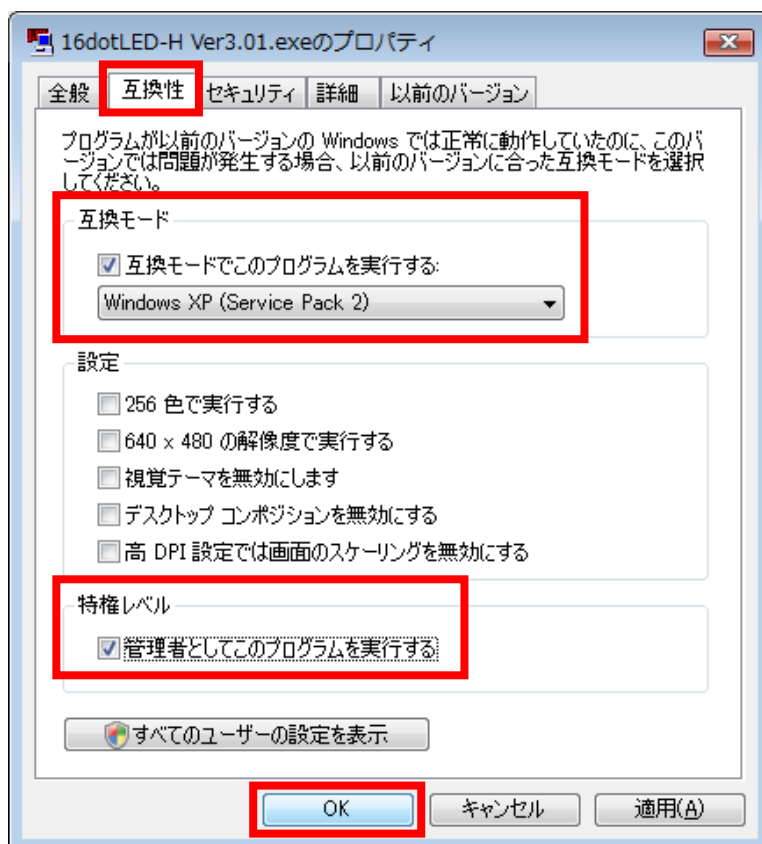 16dotLED-H Ver3.01.exeのプロパティ
全般 互換性 セキュリティ 詳細 以前のバージョン
プログラムが以前のバージョンの Windows では正常に動作していたのに、このバ
ージョンでは問題が発生する場合、以前のバージョンに合った互換モードを選択
してください。
互換モード
互換モードでこのプログラムを実行する:
Windows XP (Service Pack 2)
設定
256 色で実行する
640 x 480 の解像度で実行する
視覚テーマを無効にします
デスクトップ コンポジションを無効にする
高 DPI 設定では画面のスケーリングを無効にする
特権レベル
管理者としてこのプログラムを実行する
すべてのユーザーの設定を表示
OK キャンセル 適用(A)